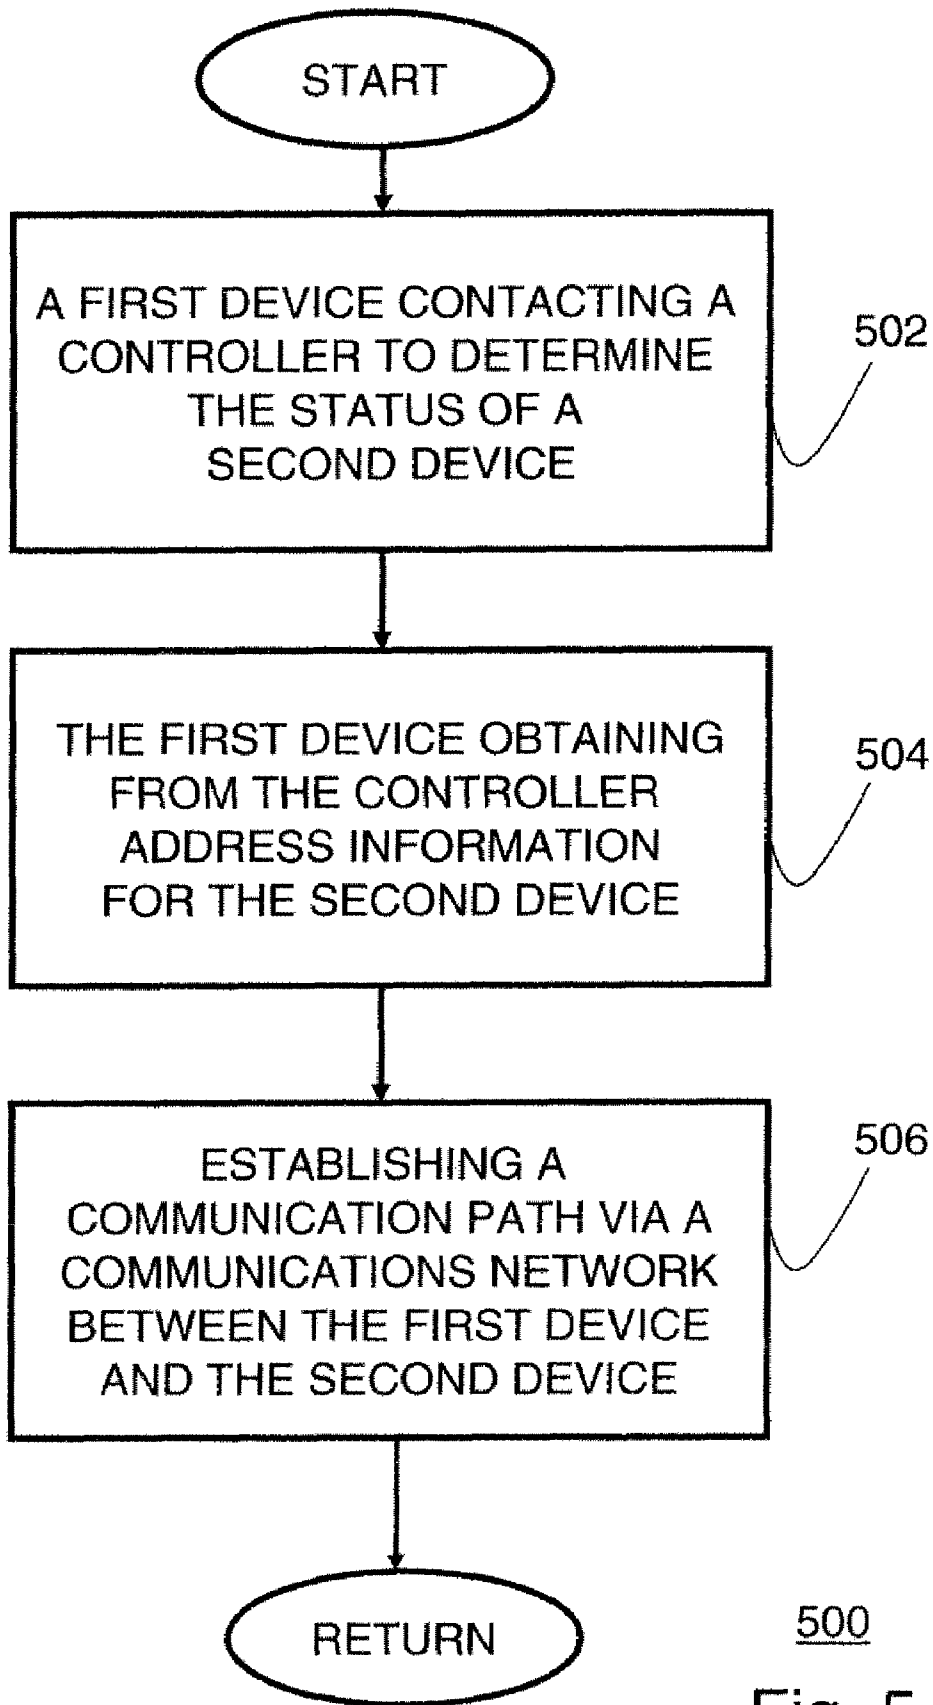 START
A FIRST DEVICE CONTACTING A
CONTROLLER TO DETERMINE
THE STATUS OF A
SECOND DEVICE
502
THE FIRST DEVICE OBTAINING
FROM THE CONTROLLER
ADDRESS INFORMATION
FOR THE SECOND DEVICE
504
ESTABLISHING A
COMMUNICATION PATH VIA A
COMMUNICATIONS NETWORK
BETWEEN THE FIRST DEVICE
AND THE SECOND DEVICE
506
RETURN
500
Fig. 5